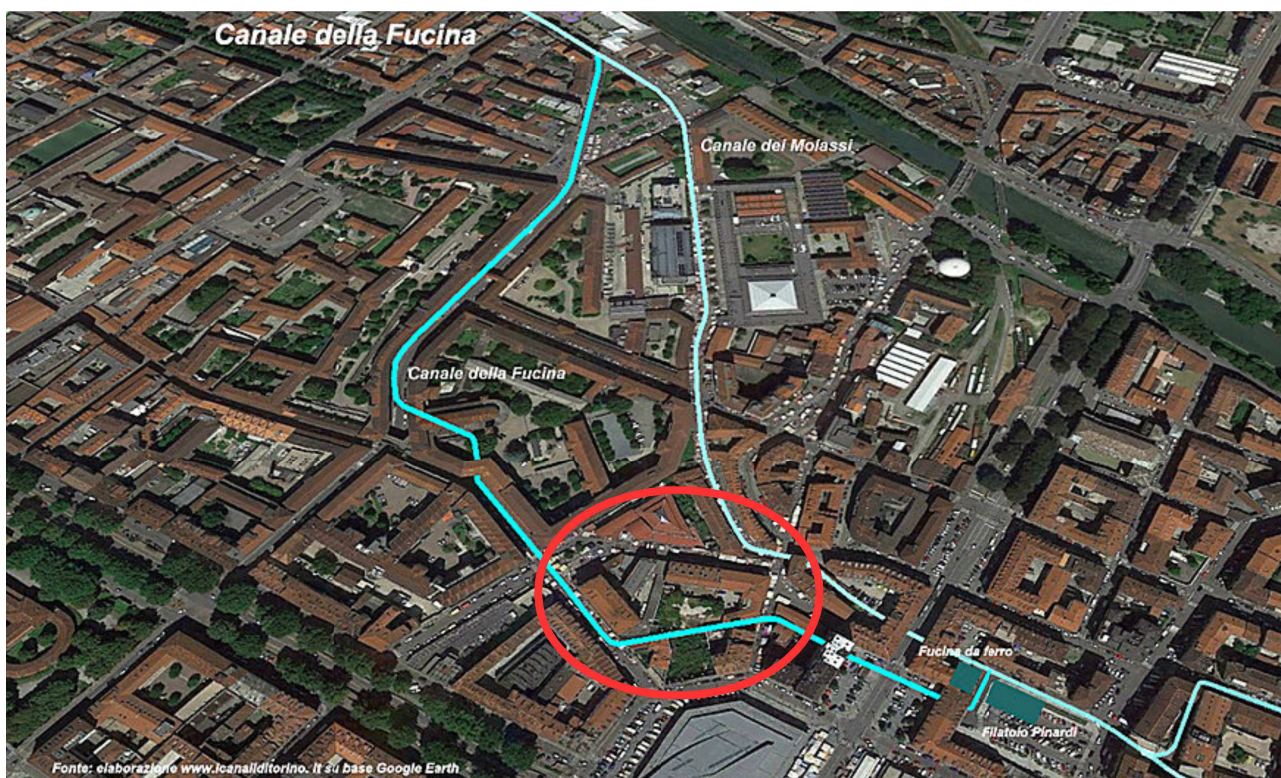 Canale della Fucina
Canale dei Molassi
Canale della Fucina
Fucina da ferro
Filatoio Pinardi
Fonte: elaborazione www.icanaliditorino. it su base Google Earth